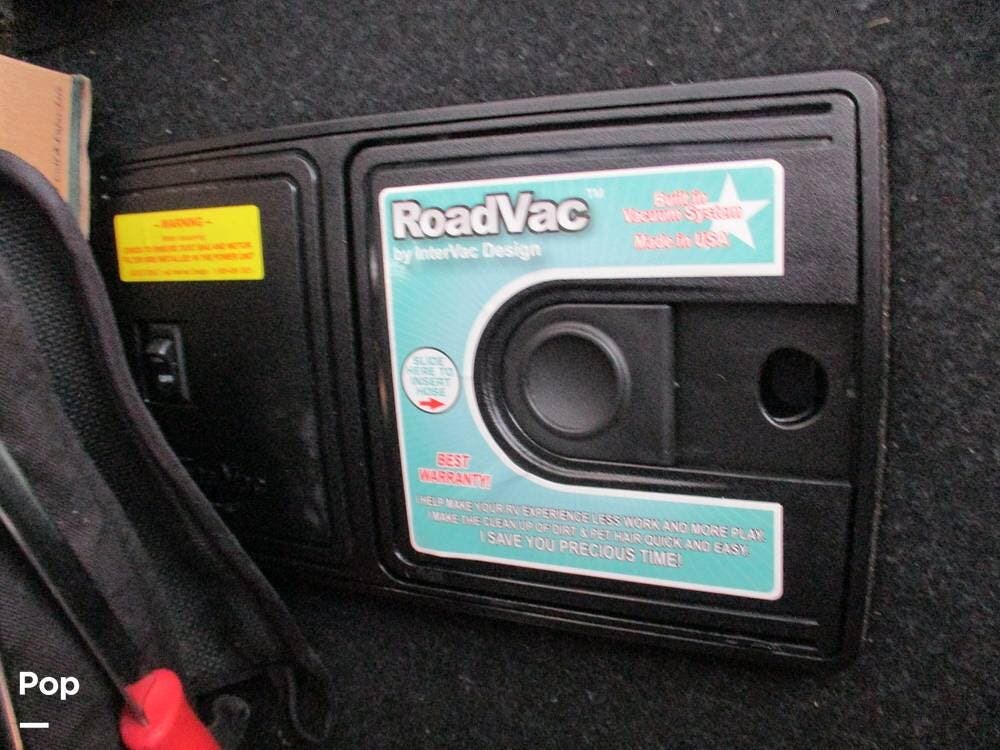 ~ WARNING ~
RoadVac™
by InterVac Design
Built In
Vacuum System
Made In USA
SLIDE
HERE TO
INSERT
HOSE
BEST
WARRANTY!
I HELP MAKE YOUR RV EXPERIENCE LESS WORK AND MORE PLAY.
I MAKE THE CLEAN UP OF DIRT & PET HAIR QUICK AND EASY.
I SAVE YOU PRECIOUS TIME!
Pop